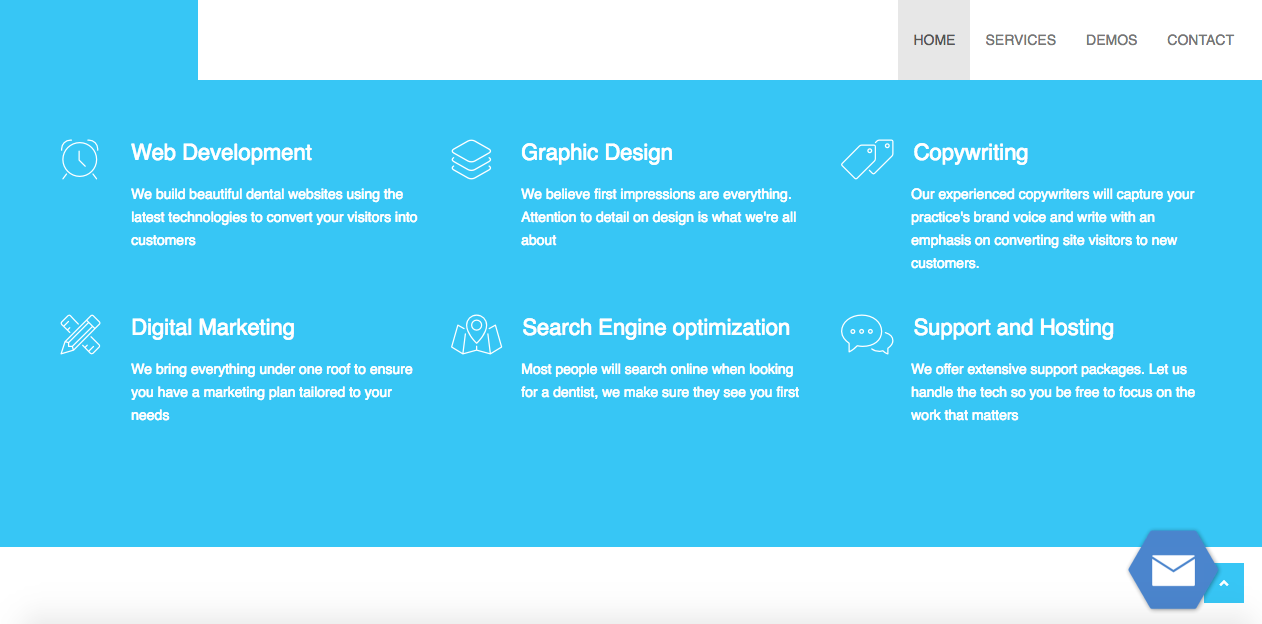 HOME SERVICES DEMOS CONTACT
Web Development
We build beautiful dental websites using the
latest technologies to convert your visitors into
customers
Graphic Design
We believe first impressions are everything.
Attention to detail on design is what we're all
about
Copywriting
Our experienced copywriters will capture your
practice's brand voice and write with an
emphasis on converting site visitors to new
customers.
Digital Marketing
We bring everything under one roof to ensure
you have a marketing plan tailored to your
needs
Search Engine optimization
Most people will search online when looking
for a dentist, we make sure they see you first
Support and Hosting
We offer extensive support packages. Let us
handle the tech so you be free to focus on the
work that matters